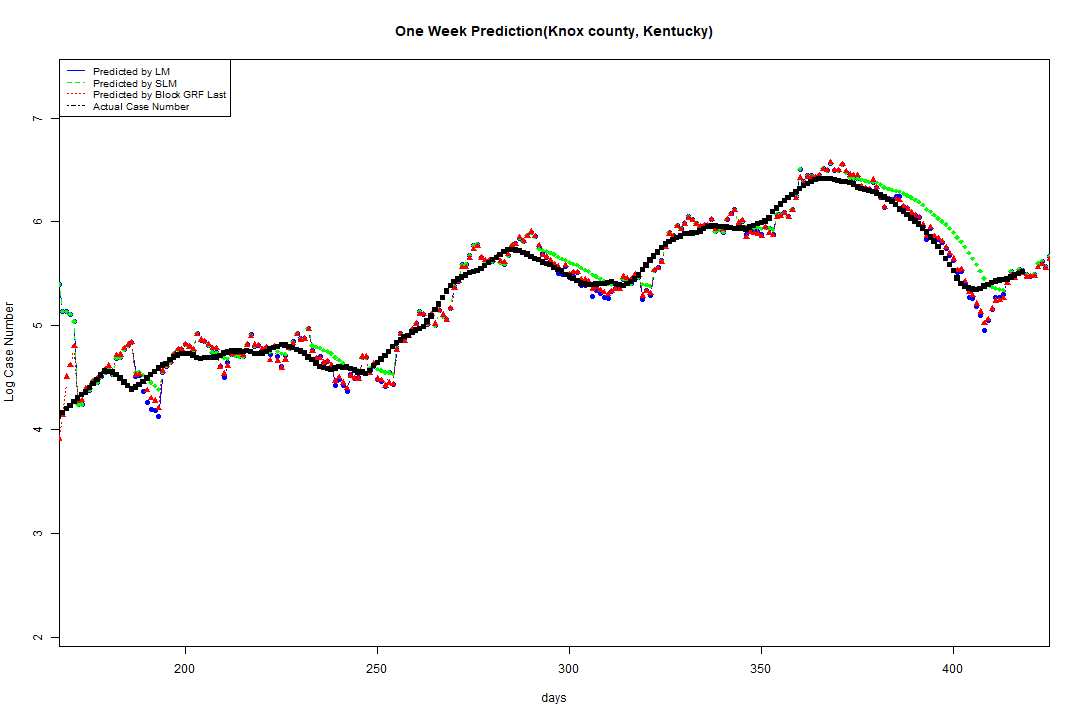 One Week Prediction(Knox county, Kentucky)
Predicted by LM
Predicted by SLM
Predicted by Block GRF Last
Actual Case Number
7
6
5
4
3
2
Log Case Number
200 250 300 350 400
days